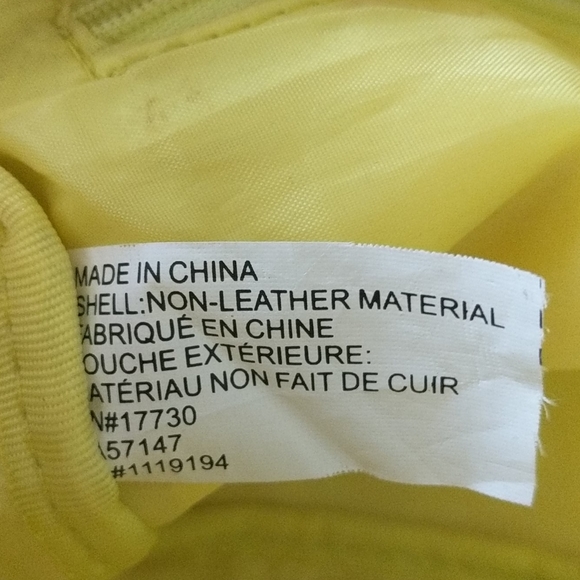 MADE IN CHINA
SHELL:NON-LEATHER MATERIAL
FABRIQUÉ EN CHINE
OUCHE EXTÉRIEURE:
ATÉRIAU NON FAIT DE CUIR
N#17730
A57147
#1119194